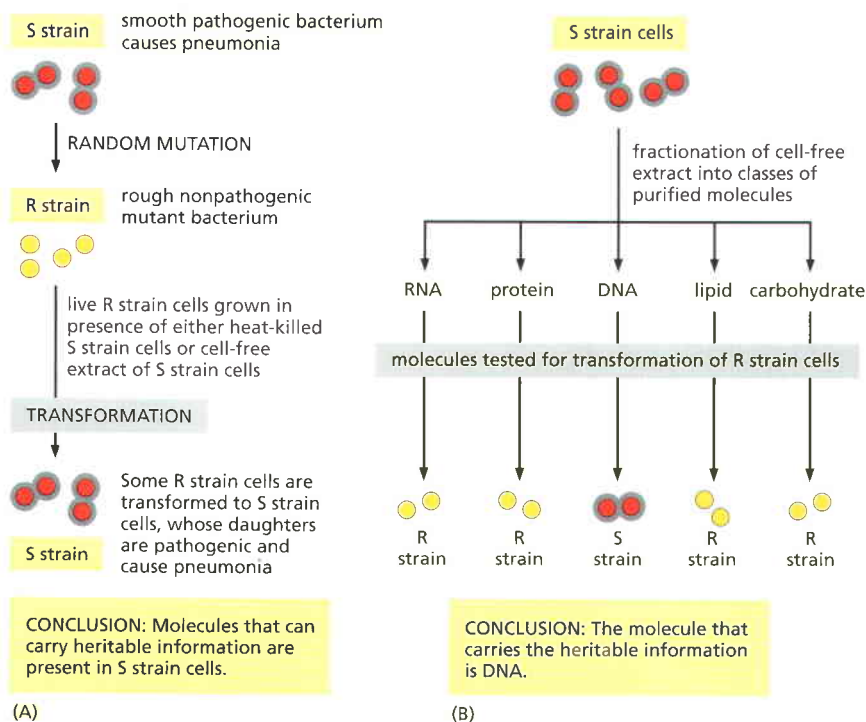 S strain
smooth pathogenic bacterium
causes pneumonia
RANDOM MUTATION
R strain
rough nonpathogenic
mutant bacterium
live R strain cells grown in
presence of either heat-killed
S strain cells or cell-free
extract of S strain cells
TRANSFORMATION
Some R strain cells are
transformed to S strain
cells, whose daughters
are pathogenic and
cause pneumonia
S strain
CONCLUSION: Molecules that can
carry heritable information are
present in S strain cells.
(A)
S strain cells
fractionation of cell-free
extract into classes of
purified molecules
RNA protein DNA lipid carbohydrate
molecules tested for transformation of R strain cells
R R S R R
strain strain strain strain strain
CONCLUSION: The molecule that
carries the heritable information
is DNA.
(B)